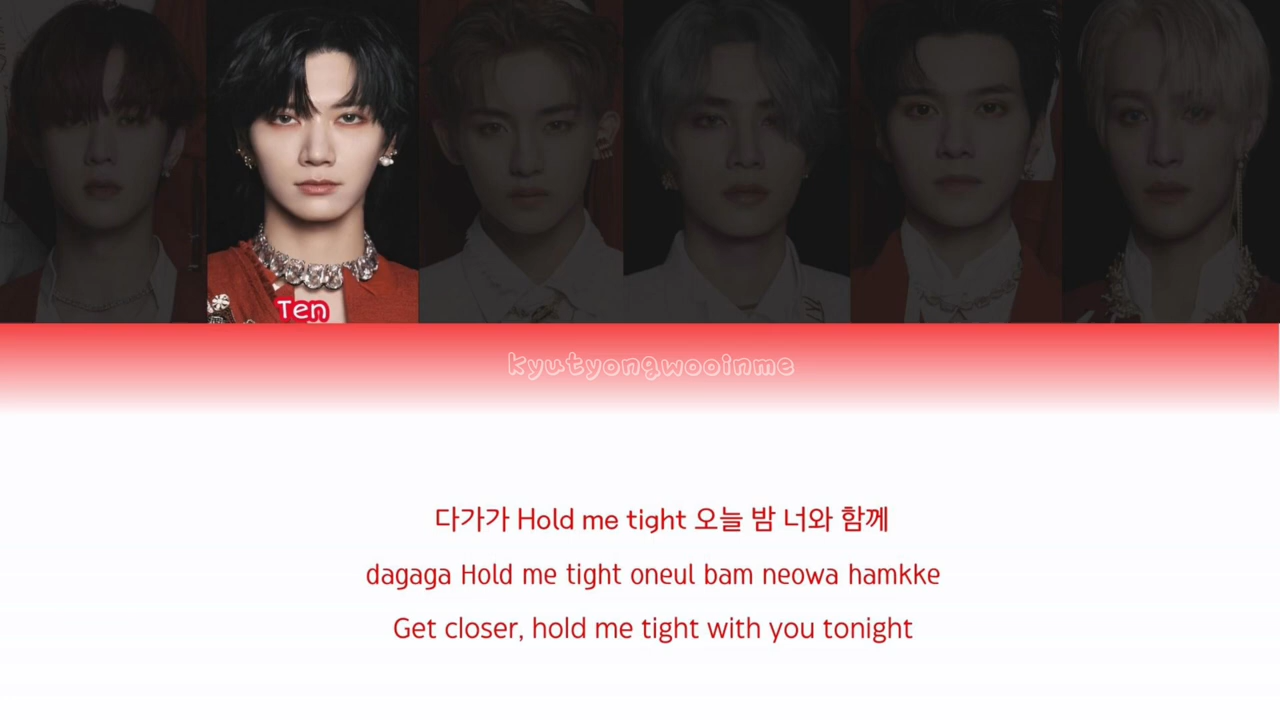 Ten
kyutyongwooinme
다가가 Hold me tight 오늘 밤 너와 함께
dagaga Hold me tight oneul bam neowa hamkke
Get closer, hold me tight with you tonight